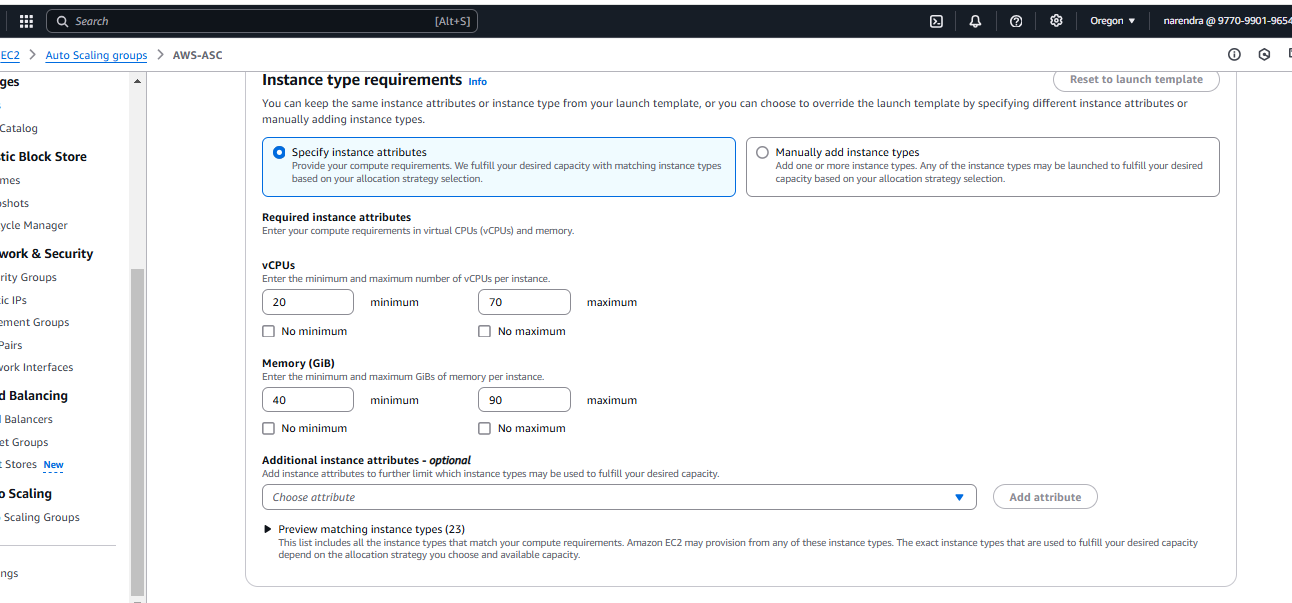 Search [Alt+S] Oregon narendra @ 9770-9901-9654
EC2 > Auto Scaling groups > AWS-ASC
ges
Catalog
stic Block Store
mes
pshots
ycle Manager
work & Security
rity Groups
tic IPs
ement Groups
Pairs
work Interfaces
d Balancing
d Balancers
et Groups
t Stores New
o Scaling
Scaling Groups
ngs
Instance type requirements Info
Reset to launch template
You can keep the same instance attributes or instance type from your launch template, or you can choose to override the launch template by specifying different instance attributes or
manually adding instance types.
Specify instance attributes
Provide your compute requirements. We fulfill your desired capacity with matching instance types
based on your allocation strategy selection.
Manually add instance types
Add one or more instance types. Any of the instance types may be launched to fulfill your desired
capacity based on your allocation strategy selection.
Required instance attributes
Enter your compute requirements in virtual CPUs (vCPUs) and memory.
vCPUs
Enter the minimum and maximum number of vCPUs per instance.
20 minimum 70 maximum
No minimum No maximum
Memory (GiB)
Enter the minimum and maximum GiBs of memory per instance.
40 minimum 90 maximum
No minimum No maximum
Additional instance attributes - optional
Add instance attributes to further limit which instance types may be used to fulfill your desired capacity.
Choose attribute Add attribute
Preview matching instance types (23)
This list includes all the instance types that match your compute requirements. Amazon EC2 may provision from any of these instance types. The exact instance types that are used to fulfill your desired capacity
depend on the allocation strategy you choose and available capacity.